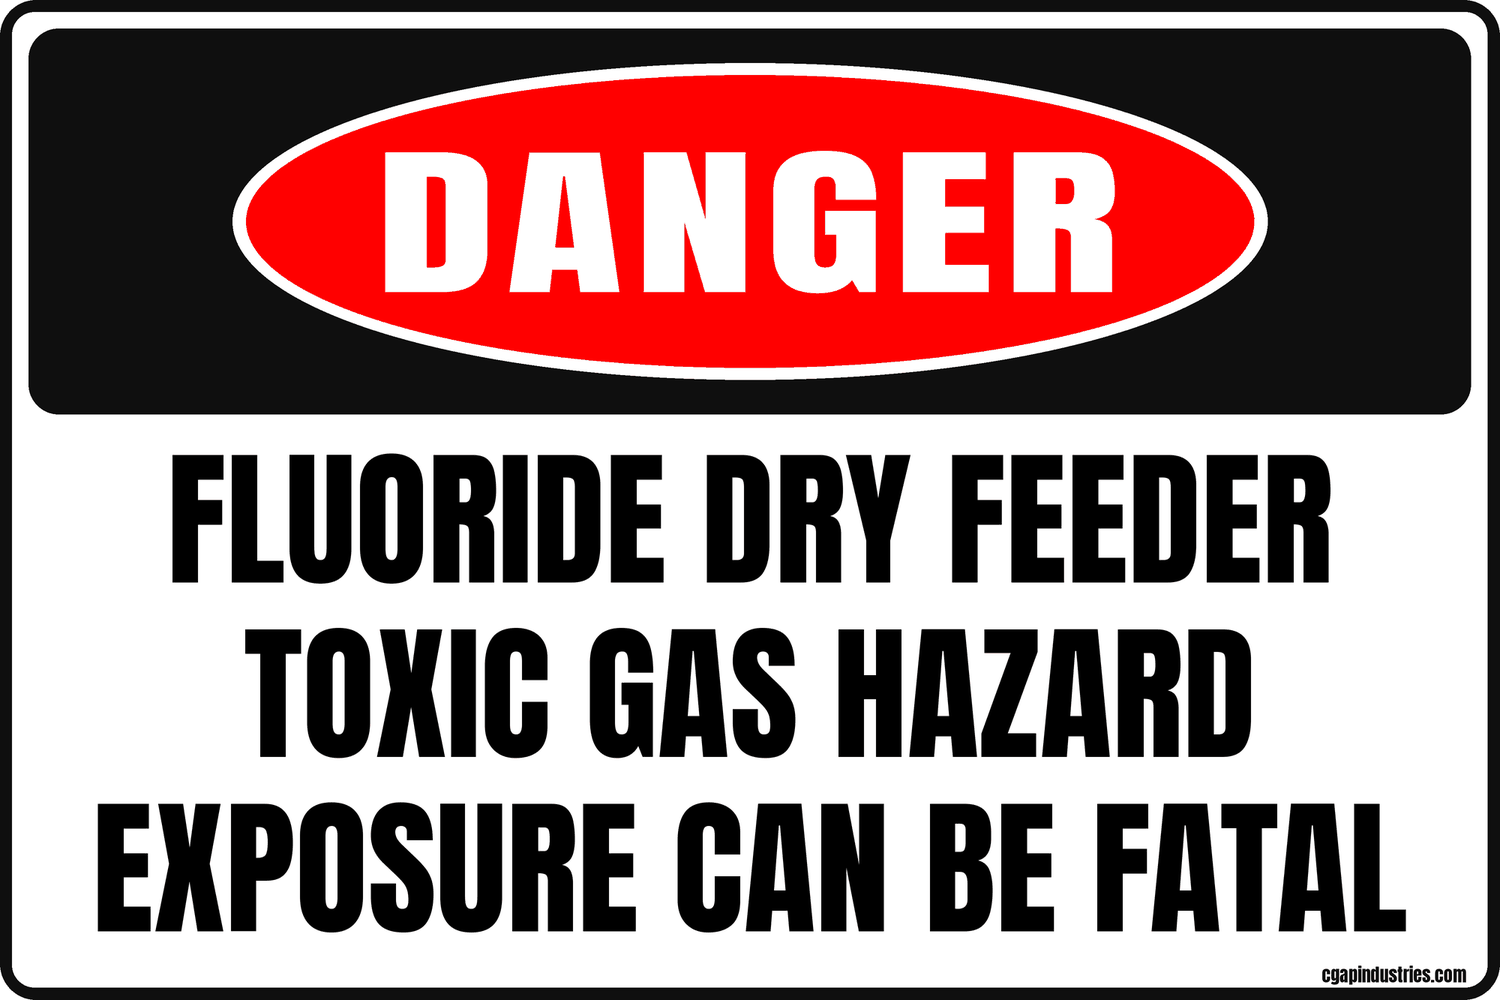 DANGER
FLUORIDE DRY FEEDER
TOXIC GAS HAZARD
EXPOSURE CAN BE FATAL
cgapindustries.com